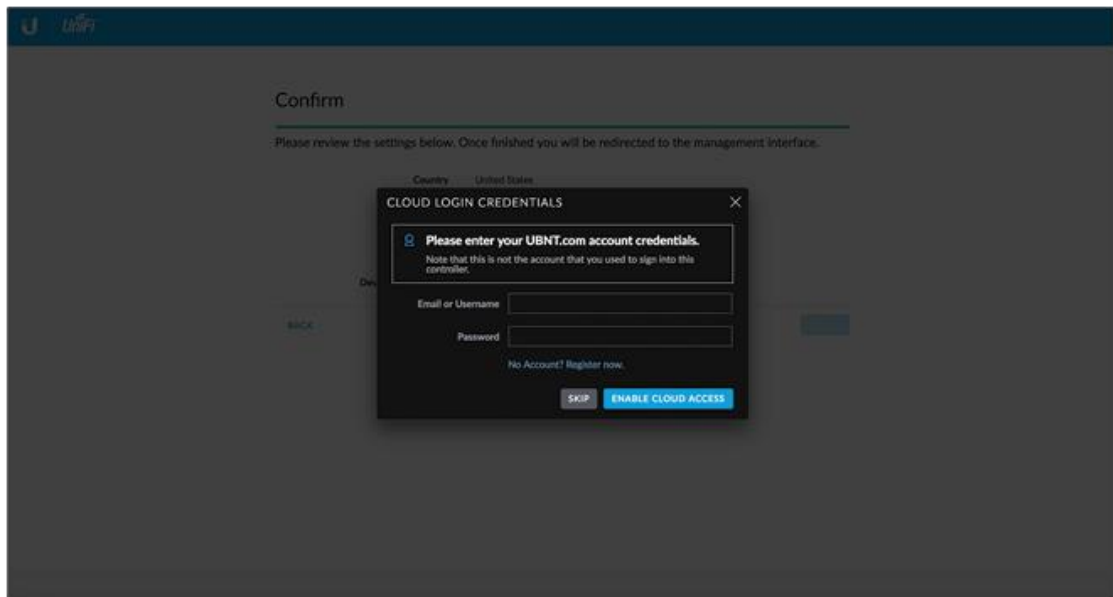 UniFi
Confirm
Please review the settings below. Once finished you will be redirected to the management interface.
Country United States
CLOUD LOGIN CREDENTIALS
Please enter your UBNT.com account credentials.
Note that this is not the account that you used to sign into this
controller.
Email or Username
BACK
Password
No Account? Register now.
SKIP ENABLE CLOUD ACCESS